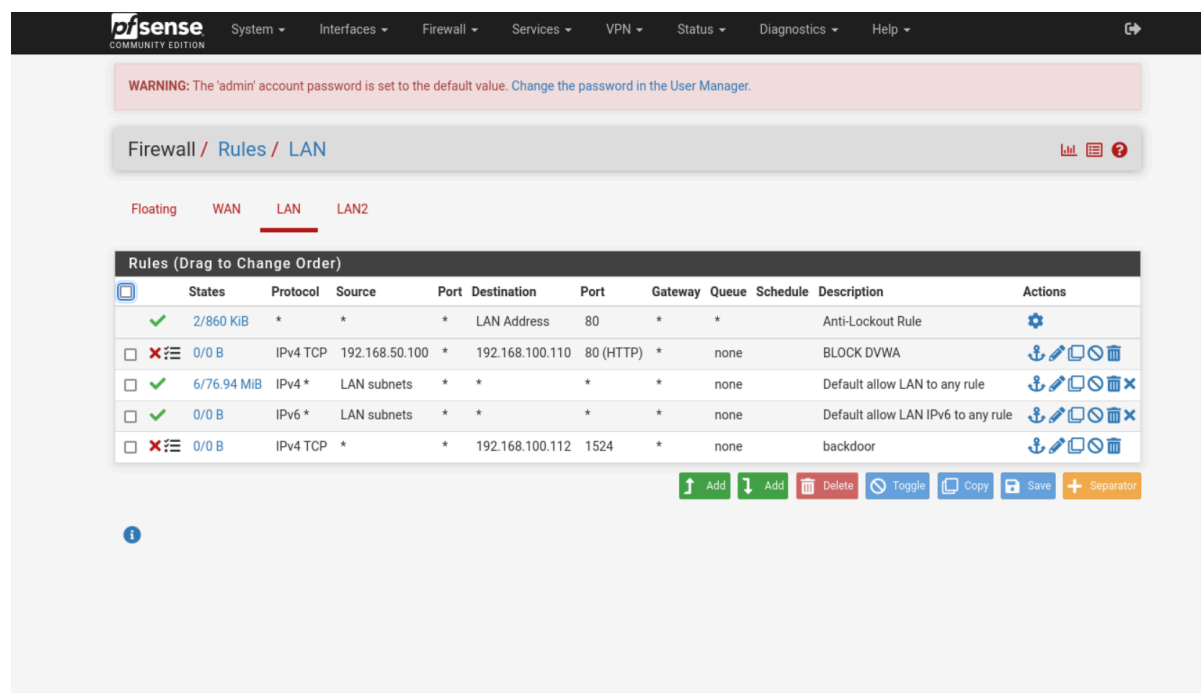 pfsense System Interfaces Firewall Services VPN Status Diagnostics Help
COMMUNITY EDITION
WARNING: The 'admin' account password is set to the default value. Change the password in the User Manager.
Firewall / Rules / LAN
Floating WAN LAN LAN2
Rules (Drag to Change Order)
States Protocol Source Port Destination Port Gateway Queue Schedule Description Actions
2/860 KiB * * * LAN Address 80 * * Anti-Lockout Rule
0/0 B IPv4 TCP 192.168.50.100 * 192.168.100.110 80 (HTTP) * none BLOCK DVWA
6/76.94 MiB IPv4 * LAN subnets * * * * none Default allow LAN to any rule
0/0 B IPv6 * LAN subnets * * * * none Default allow LAN IPv6 to any rule
0/0 B IPv4 TCP * * 192.168.100.112 1524 * none backdoor
Add Add Delete Toggle Copy Save Separator